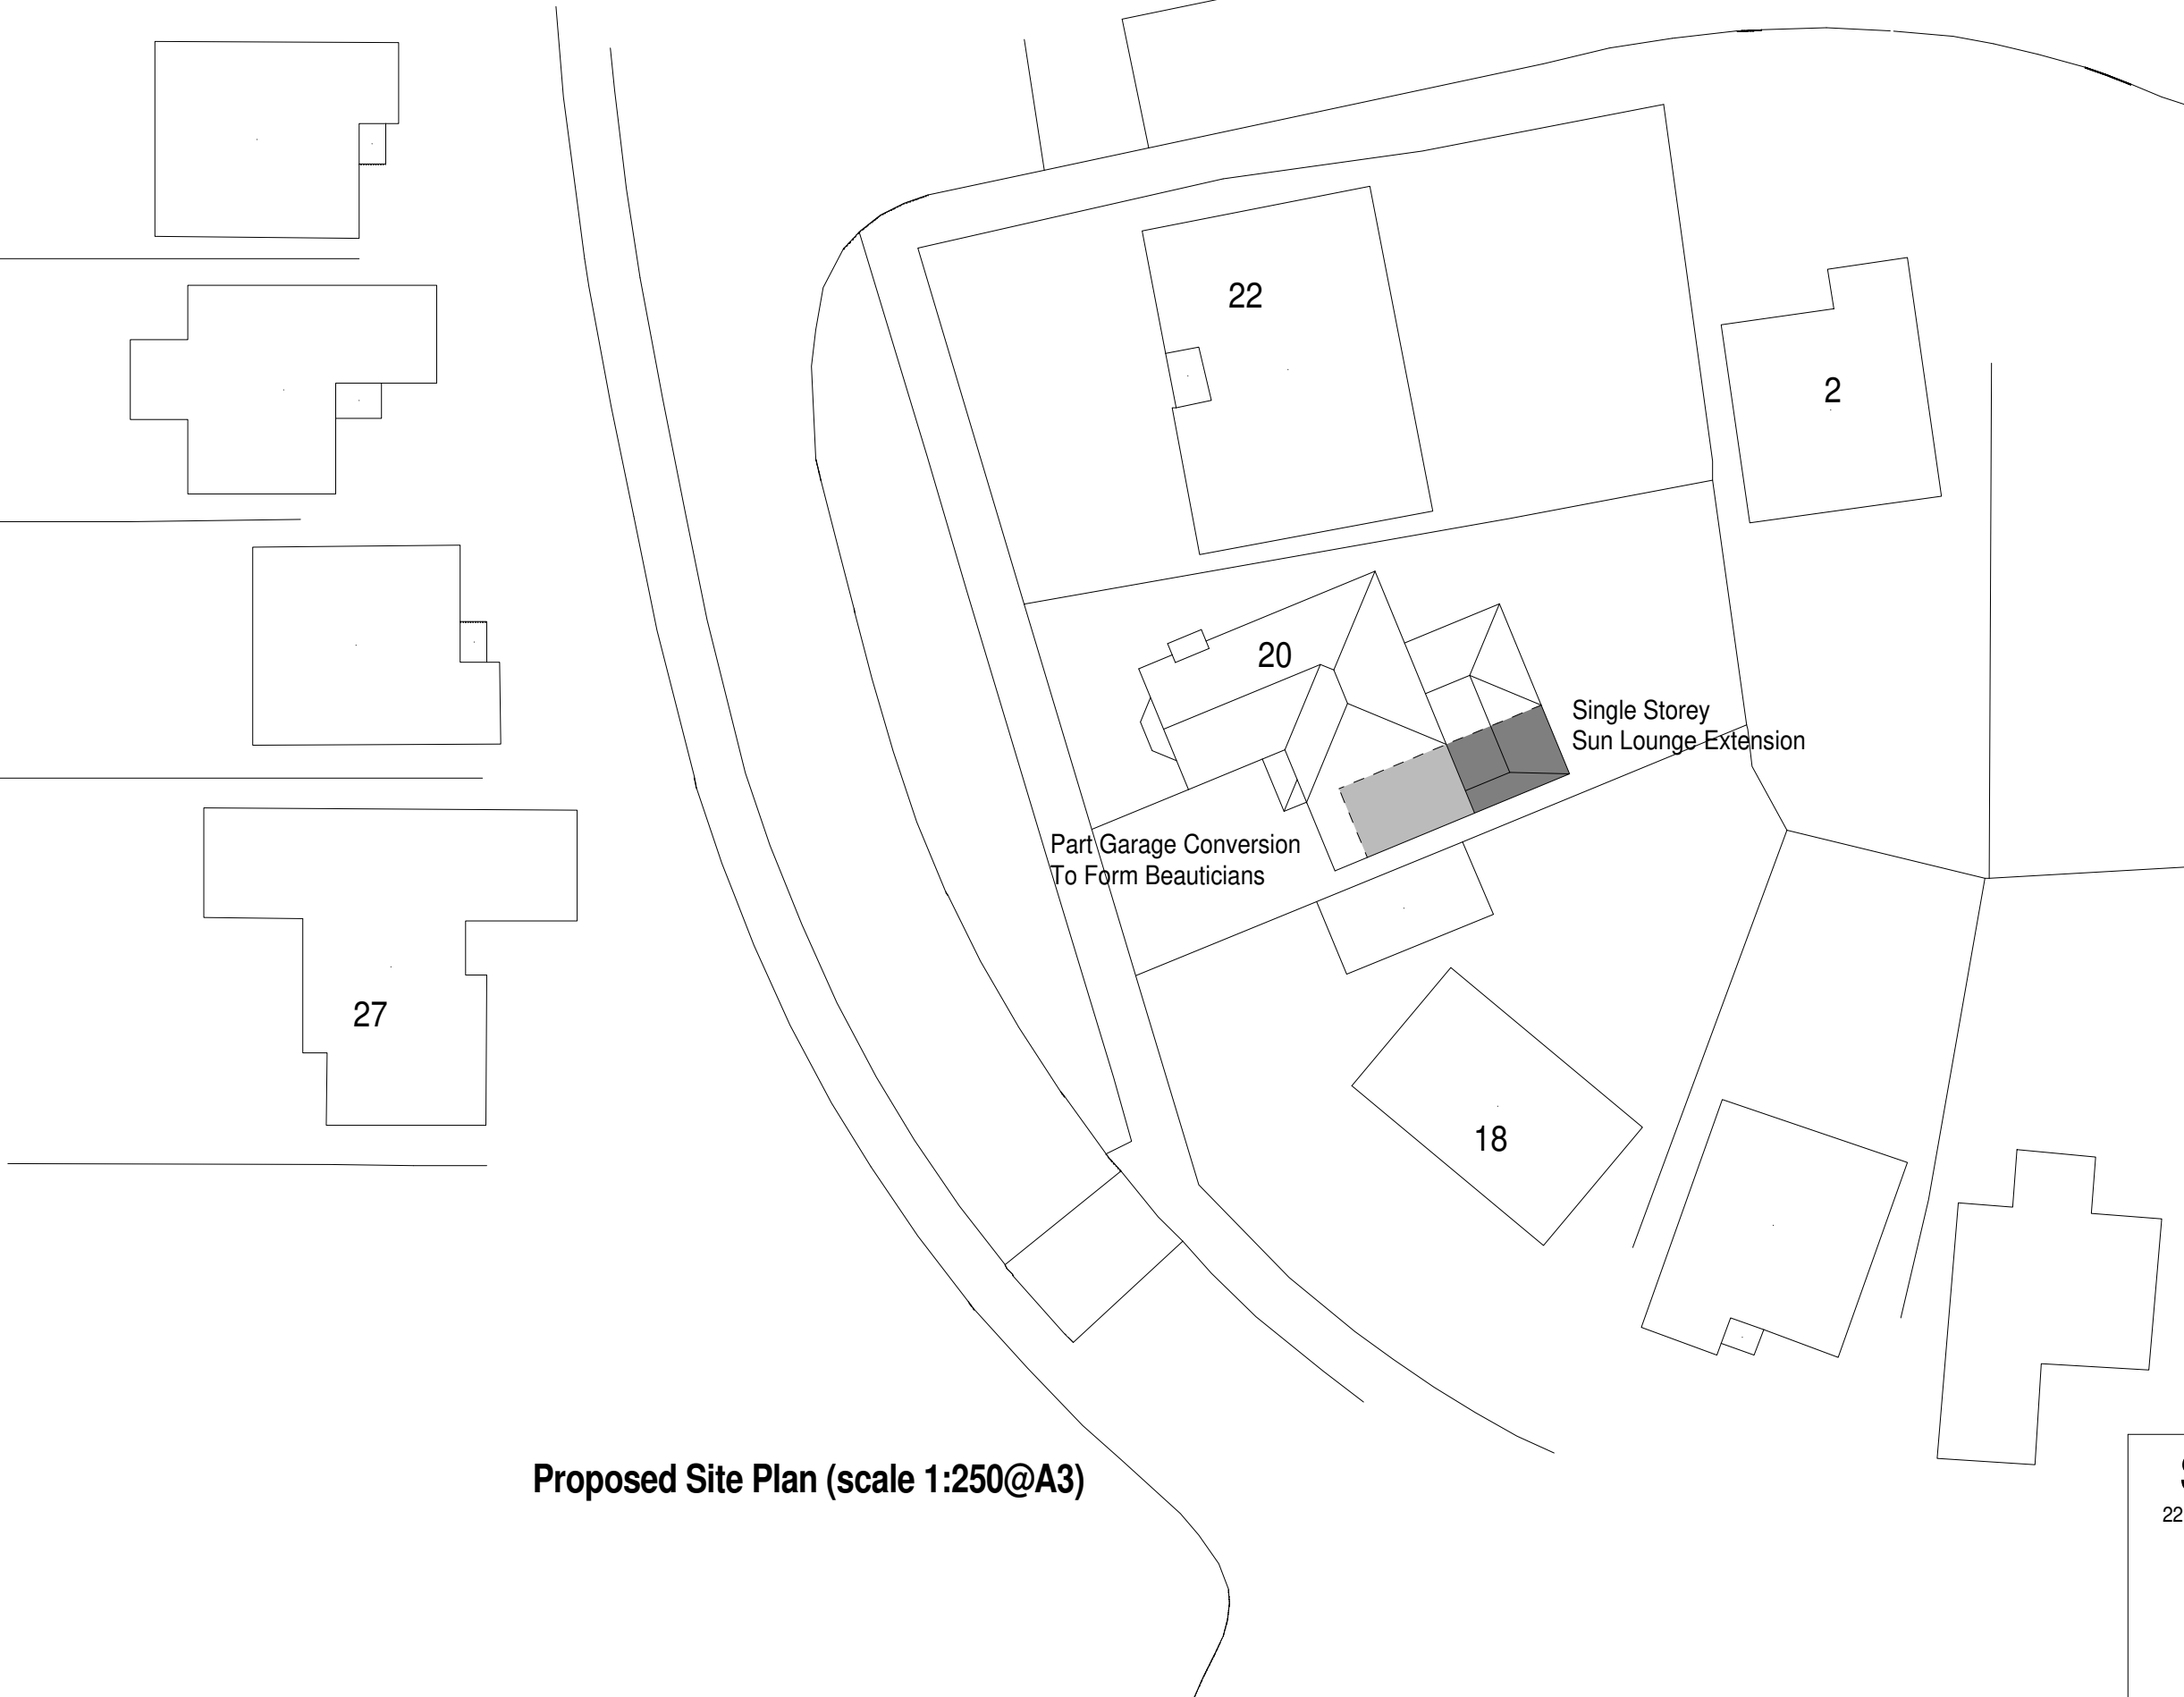 22
2
20
Single Storey
Sun Lounge Extension
Part Garage Conversion
To Form Beauticians
27
18
Proposed Site Plan (scale 1:250@A3)
22